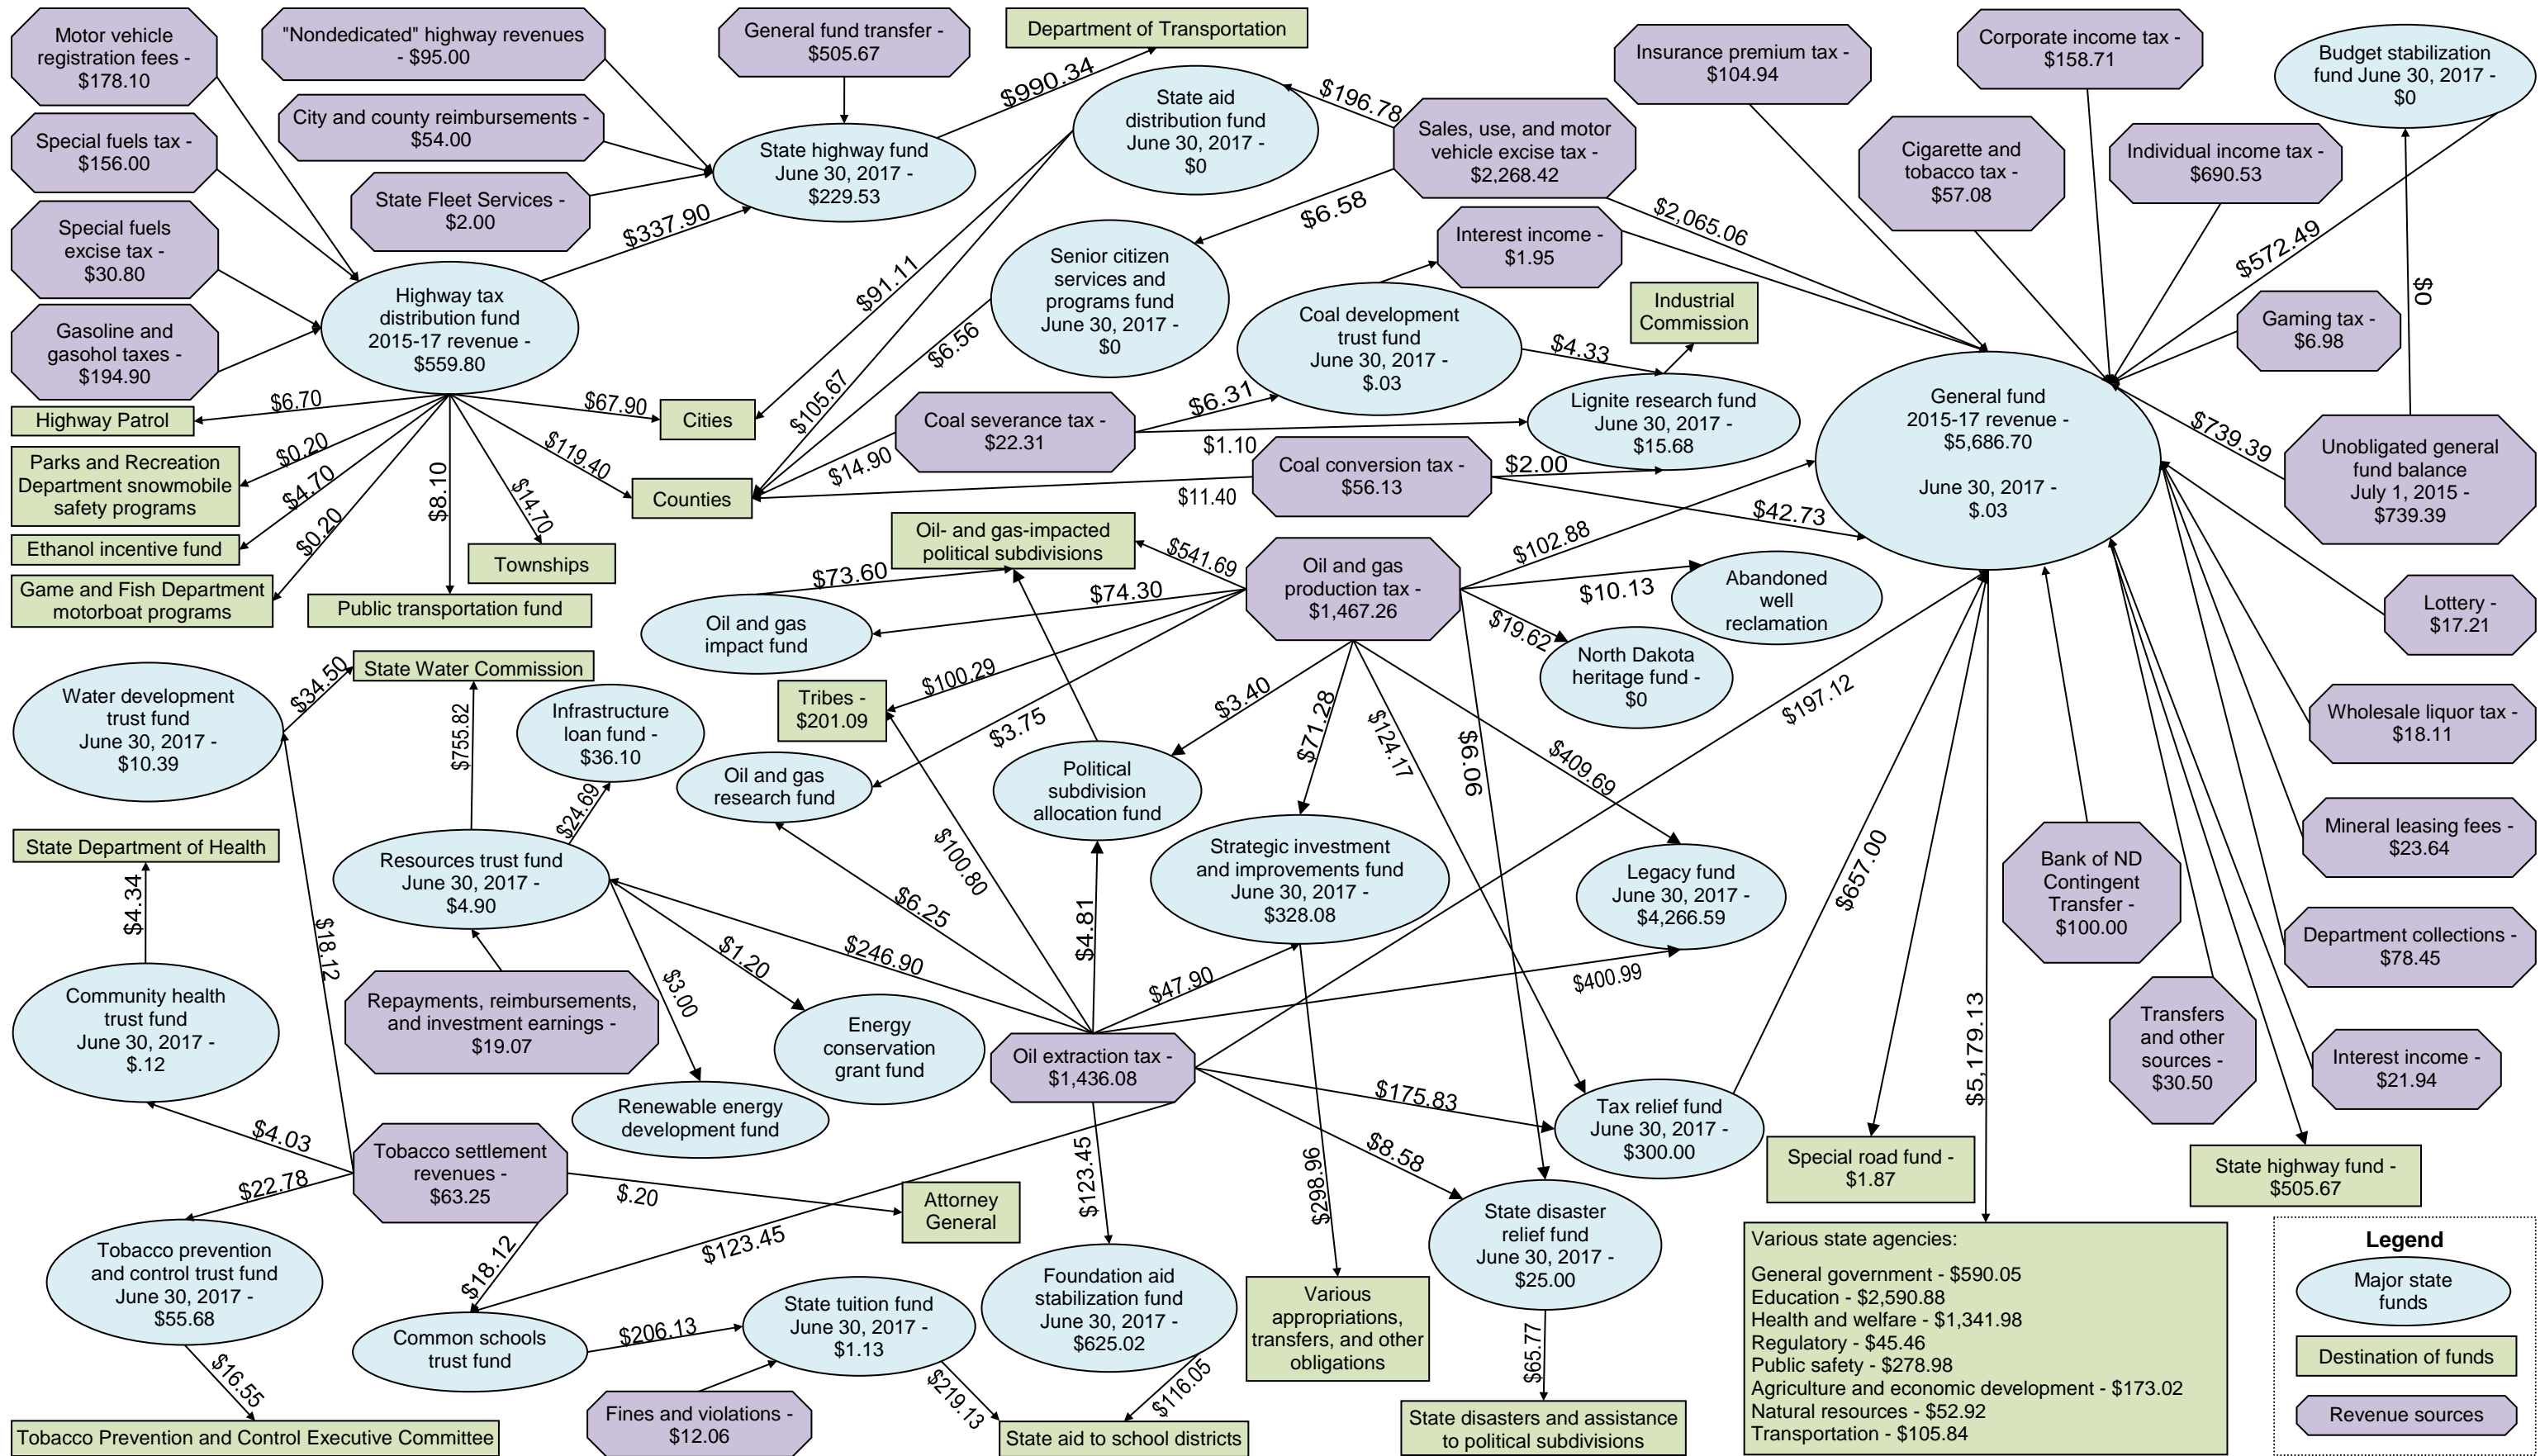 Motor vehicle
registration fees -
$178.10
"Nondedicated" highway revenues
- $95.00
General fund transfer -
$505.67
Department of Transportation
Special fuels tax -
$156.00
City and county reimbursements -
$54.00
$990.34
Special fuels
excise tax -
$30.80
State Fleet Services -
$2.00
State highway fund
June 30, 2017 -
$229.53
Gasoline and
gasohol taxes -
$194.90
$337.90
Highway tax
distribution fund
2015-17 revenue -
$559.80
State aid
distribution fund
June 30, 2017 -
$0
$196.78
Sales, use, and motor
vehicle excise tax -
$2,268.42
$6.58
$2,065.06
Insurance premium tax -
$104.94
Corporate income tax -
$158.71
Budget stabilization
fund June 30, 2017 -
$0
Cigarette and
tobacco tax -
$57.08
Individual income tax -
$690.53
$572.49
$0
Gaming tax -
$6.98
Interest income -
$1.95
Senior citizen
services and
programs fund
June 30, 2017 -
$0
$91.11
$105.67
$6.56
Coal development
trust fund
June 30, 2017 -
$.03
Industrial
Commission
$4.33
Lignite research fund
June 30, 2017 -
$15.68
General fund
2015-17 revenue -
$5,686.70
June 30, 2017 -
$.03
$739.39
Unobligated general
fund balance
July 1, 2015 -
$739.39
Highway Patrol
$6.70
$67.90
Cities
Parks and Recreation
Department snowmobile
safety programs
$0.20
$119.40
Counties
Ethanol incentive fund
$4.70
Game and Fish Department
motorboat programs
$0.20
$8.10
Public transportation fund
$14.70
Townships
Coal severance tax -
$22.31
$14.90
$6.31
$1.10
Coal conversion tax -
$56.13
$11.40
$2.00
$42.73
Oil- and gas-impacted
political subdivisions
$541.69
$73.60
Oil and gas
impact fund
$74.30
Oil and gas
production tax -
$1,467.26
$102.88
$10.13
Abandoned
well
reclamation
$19.62
North Dakota
heritage fund -
$0
Lottery -
$17.21
Wholesale liquor tax -
$18.11
Mineral leasing fees -
$23.64
Department collections -
$78.45
Interest income -
$21.94
Transfers
and other
sources -
$30.50
Bank of ND
Contingent
Transfer -
$100.00
Water development
trust fund
June 30, 2017 -
$10.39
$34.50
State Water Commission
$755.82
Infrastructure
loan fund -
$36.10
$24.69
Tribes -
$201.09
$100.29
$3.75
Oil and gas
research fund
$3.40
Political
subdivision
allocation fund
$71.28
$124.17
$6.06
$409.69
$197.12
State Department of Health
$4.34
Resources trust fund
June 30, 2017 -
$4.90
$100.80
$6.25
$4.81
Strategic investment
and improvements fund
June 30, 2017 -
$328.08
Legacy fund
June 30, 2017 -
$4,266.59
$657.00
$18.12
$246.90
$1.20
$3.00
$47.90
$400.99
Community health
trust fund
June 30, 2017 -
$.12
Repayments, reimbursements,
and investment earnings -
$19.07
Energy
conservation
grant fund
Oil extraction tax -
$1,436.08
$175.83
$8.58
Tax relief fund
June 30, 2017 -
$300.00
$5,179.13
Special road fund -
$1.87
State highway fund -
$505.67
Renewable energy
development fund
$4.03
Tobacco settlement
revenues -
$63.25
$22.78
$.20
Attorney
General
$18.12
$123.45
$123.45
$298.96
State disaster
relief fund
June 30, 2017 -
$25.00
Tobacco prevention
and control trust fund
June 30, 2017 -
$55.68
Common schools
trust fund
$206.13
State tuition fund
June 30, 2017 -
$1.13
Foundation aid
stabilization fund
June 30, 2017 -
$625.02
Various
appropriations,
transfers, and other
obligations
$65.77
$16.55
Tobacco Prevention and Control Executive Committee
Fines and violations -
$12.06
$219.13
$116.05
State aid to school districts
State disasters and assistance
to political subdivisions
Various state agencies:
General government - $590.05
Education - $2,590.88
Health and welfare - $1,341.98
Regulatory - $45.46
Public safety - $278.98
Agriculture and economic development - $173.02
Natural resources - $52.92
Transportation - $105.84
Legend
Major state
funds
Destination of funds
Revenue sources